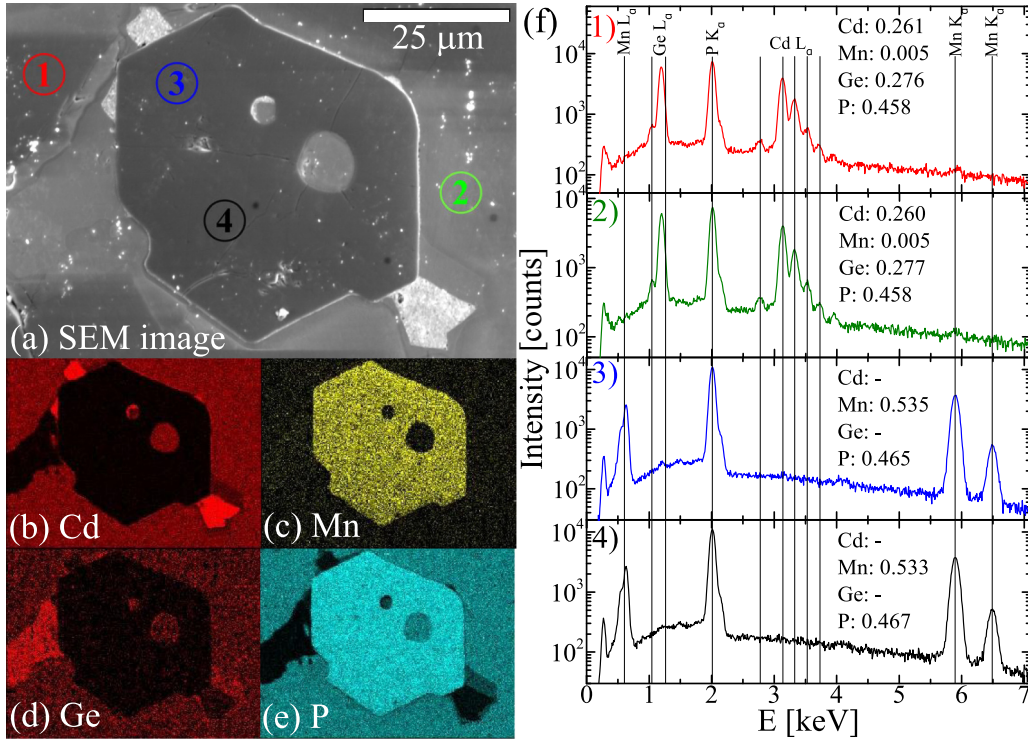 25 μm
1
3
2
4
(a) SEM image
(b) Cd
(c) Mn
(d) Ge
(e) P
(f)
Mn Lα
Ge Lα
P Kα
Cd Lα
Mn Kα
Mn Kα
1)
Cd: 0.261
Mn: 0.005
Ge: 0.276
P: 0.458
10⁴
10³
10²
2)
Cd: 0.260
Mn: 0.005
Ge: 0.277
P: 0.458
10⁴
10³
10²
3)
Cd: -
Mn: 0.535
Ge: -
P: 0.465
10⁴
10³
10²
4)
Cd: -
Mn: 0.533
Ge: -
P: 0.467
10⁴
10³
10²
Intensity [counts]
0 1 2 3 4 5 6 7
E [keV]